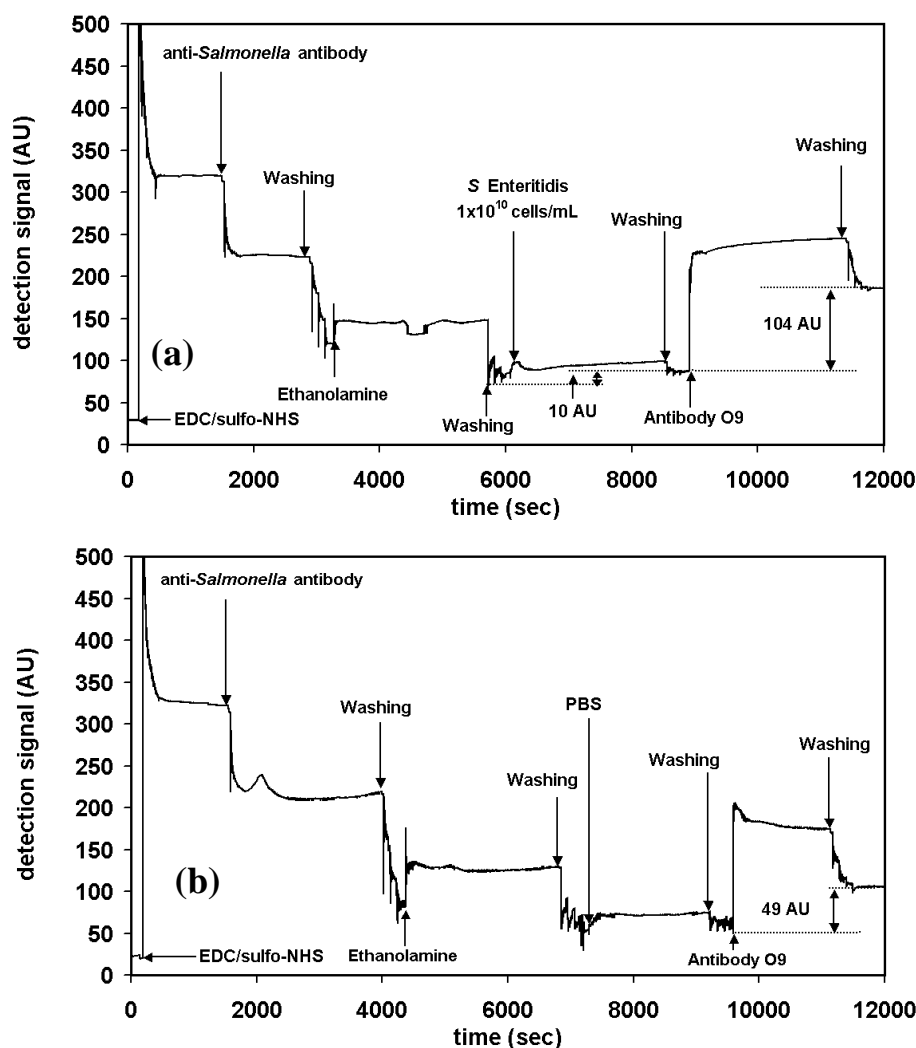 500
450
400
350
300
250
200
150
100
50
0
detection signal (AU)
anti-Salmonella antibody
Washing
S Enteritidis
1x10¹⁰ cells/mL
Washing
Washing
104 AU
(a)
Ethanolamine
10 AU
EDC/sulfo-NHS
Washing
Antibody O9
0 2000 4000 6000 8000 10000 12000
time (sec)
500
450
400
350
300
250
200
150
100
50
0
detection signal (AU)
anti-Salmonella antibody
Washing
PBS
Washing
Washing
Washing
(b)
49 AU
EDC/sulfo-NHS
Ethanolamine
Antibody O9
0 2000 4000 6000 8000 10000 12000
time (sec)